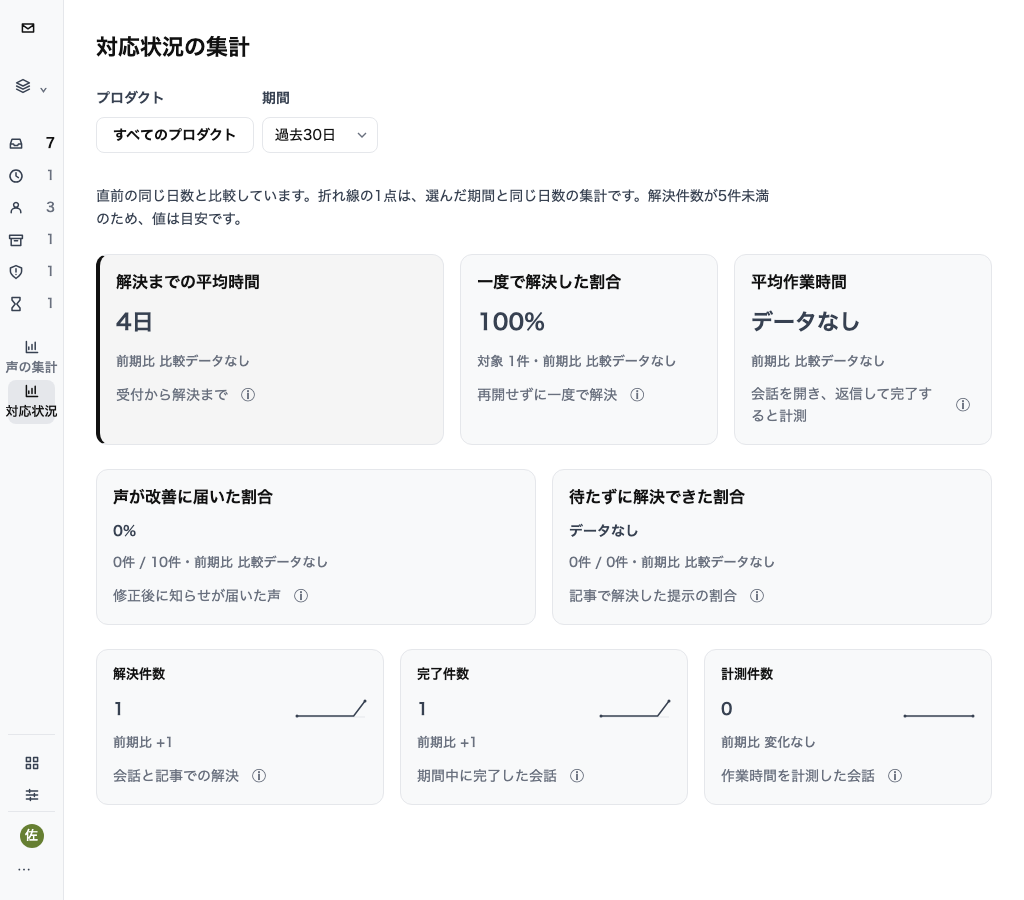 対応状況の集計
プロダクト
期間
すべてのプロダクト
過去30日
7
1
3
1
1
1
声の集計
対応状況
直前の同じ日数と比較しています。折れ線の1点は、選んだ期間と同じ日数の集計です。解決件数が5件未満
のため、値は目安です。
解決までの平均時間
4日
前期比 比較データなし
受付から解決まで
一度で解決した割合
100%
対象 1件・前期比 比較データなし
再開せずに一度で解決
平均作業時間
データなし
前期比 比較データなし
会話を開き、返信して完了す
ると計測
声が改善に届いた割合
0%
0件 / 10件・前期比 比較データなし
修正後に知らせが届いた声
待たずに解決できた割合
データなし
0件 / 0件・前期比 比較データなし
記事で解決した提示の割合
解決件数
1
前期比 +1
会話と記事での解決
完了件数
1
前期比 +1
期間中に完了した会話
計測件数
0
前期比 変化なし
作業時間を計測した会話
佐
…